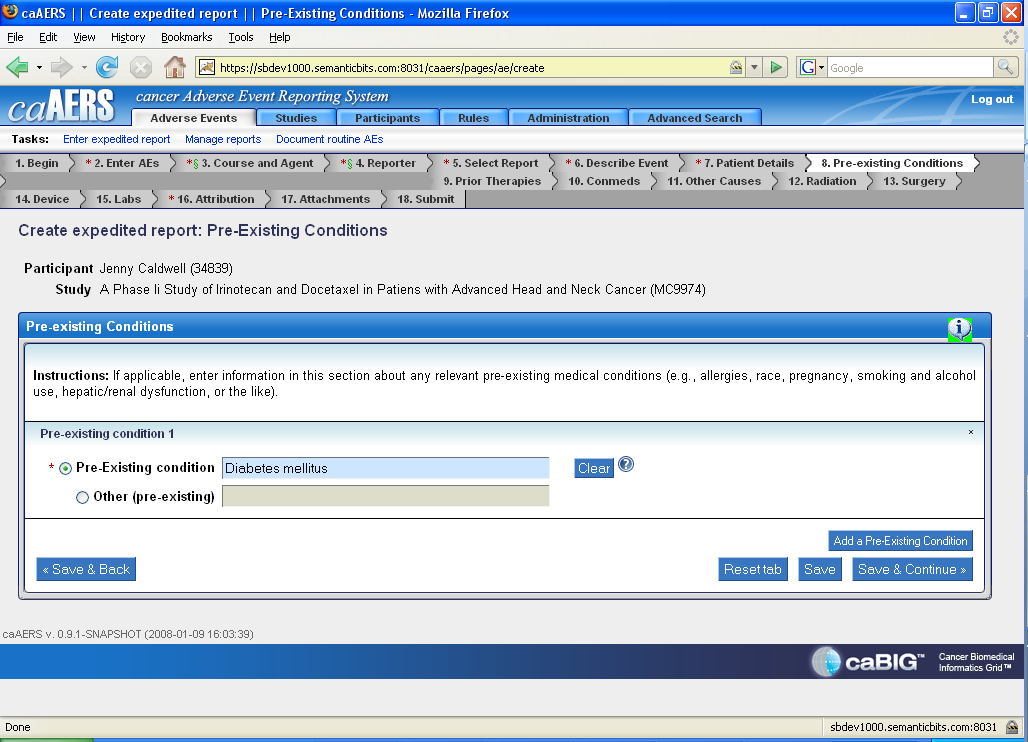 caAERS | | Create expedited report | | Pre-Existing Conditions - Mozilla Firefox
File Edit View History Bookmarks Tools Help
https://sbdev1000.semanticbits.com:8031/caaers/pages/ae/create
G Google
caAERS cancer Adverse Event Reporting System
Log out
Adverse Events Studies Participants Rules Administration Advanced Search
Tasks: Enter expedited report Manage reports Document routine AEs
1. Begin * 2. Enter AEs *§ 3. Course and Agent *§ 4. Reporter * 5. Select Report * 6. Describe Event * 7. Patient Details 8. Pre-existing Conditions
9. Prior Therapies 10. Conmeds 11. Other Causes 12. Radiation 13. Surgery
14. Device 15. Labs * 16. Attribution 17. Attachments 18. Submit
Create expedited report: Pre-Existing Conditions
Participant Jenny Caldwell (34839)
Study A Phase Ii Study of Irinotecan and Docetaxel in Patiens with Advanced Head and Neck Cancer (MC9974)
Pre-existing Conditions
Instructions: If applicable, enter information in this section about any relevant pre-existing medical conditions (e.g., allergies, race, pregnancy, smoking and alcohol
use, hepatic/renal dysfunction, or the like).
Pre-existing condition 1 ×
* Pre-Existing condition Diabetes mellitus Clear ?
Other (pre-existing)
Add a Pre-Existing Condition
« Save & Back Reset tab Save Save & Continue »
caAERS v. 0.9.1-SNAPSHOT (2008-01-09 16:03:39)
caBIG™ Cancer Biomedical
Informatics Grid™
Done sbdev1000.semanticbits.com:8031